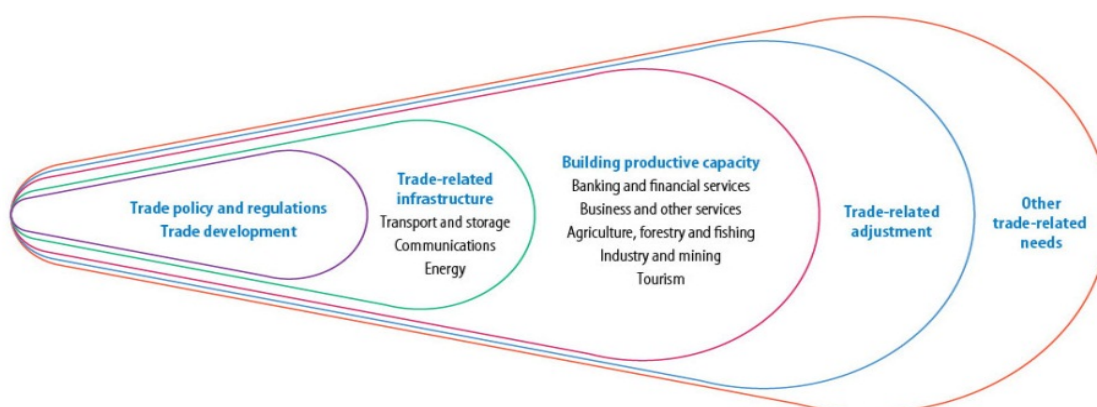 Trade policy and regulations
Trade development
Trade-related
infrastructure
Transport and storage
Communications
Energy
Building productive capacity
Banking and financial services
Business and other services
Agriculture, forestry and fishing
Industry and mining
Tourism
Trade-related
adjustment
Other
trade-related
needs